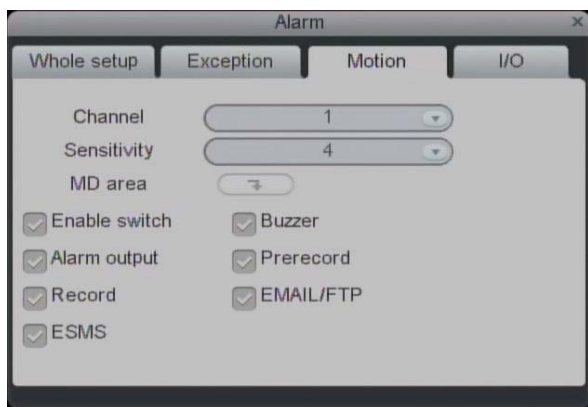 Alarm
Whole setup Exception Motion I/O
Channel 1
Sensitivity 4
MD area
Enable switch Buzzer
Alarm output Prerecord
Record EMAIL/FTP
ESMS